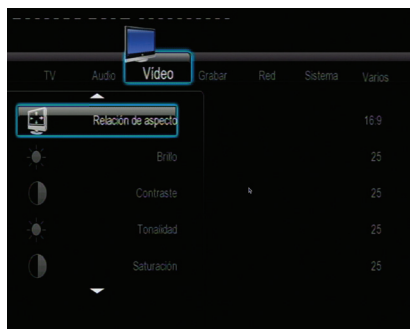 TV Audio Vídeo Grabar Red Sistema Varios
Relación de aspecto 16:9
Brillo 25
Contraste 25
Tonalidad 25
Saturación 25